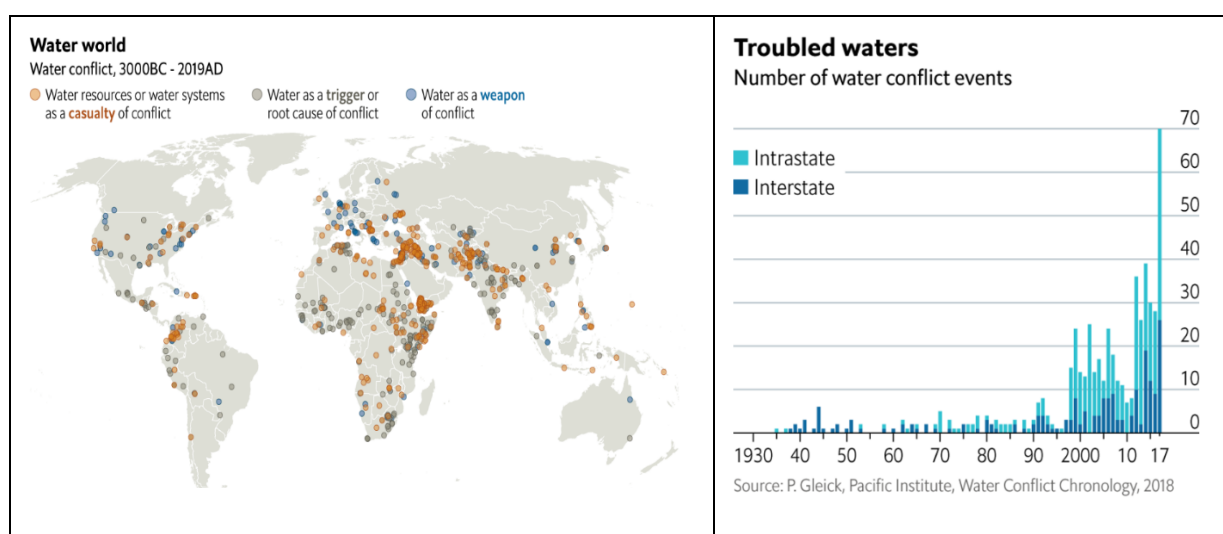 Water world
Water conflict, 3000BC - 2019AD
Water resources or water systems
as a casualty of conflict
Water as a trigger or
root cause of conflict
Water as a weapon
of conflict
Troubled waters
Number of water conflict events
70
Intrastate
60
Interstate
50
40
30
20
10
0
1930 40 50 60 70 80 90 2000 10 17
Source: P. Gleick, Pacific Institute, Water Conflict Chronology, 2018